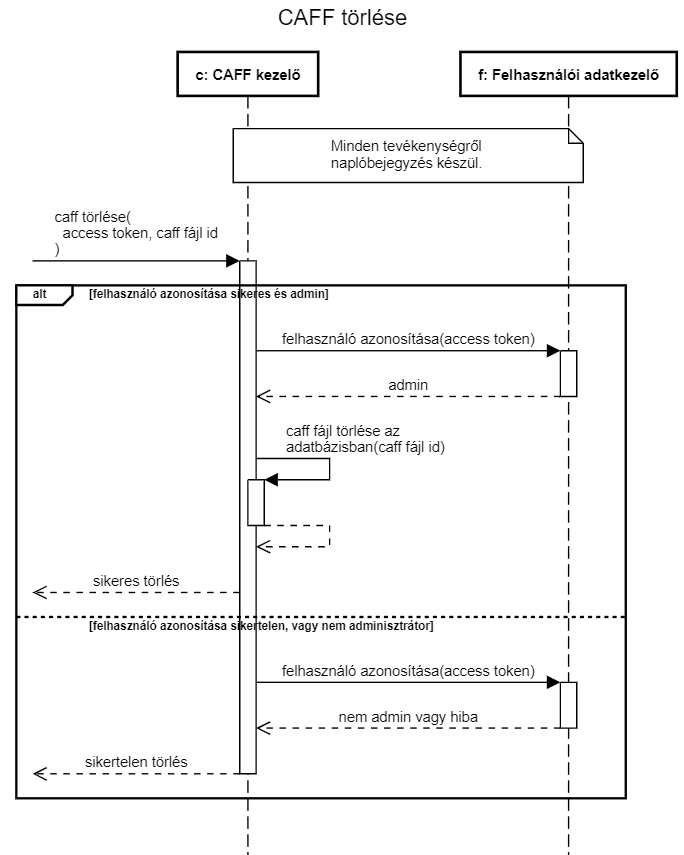 CAFF törlése
c: CAFF kezelő
f: Felhasználói adatkezelő
Minden tevékenységről
naplóbejegyzés készül.
caff törlése(
access token, caff fájl id
)
alt
[felhasználó azonosítása sikeres és admin]
felhasználó azonosítása(access token)
admin
caff fájl törlése az
adatbázisban(caff fájl id)
sikeres törlés
[felhasználó azonosítása sikertelen, vagy nem adminisztrátor]
felhasználó azonosítása(access token)
nem admin vagy hiba
sikertelen törlés